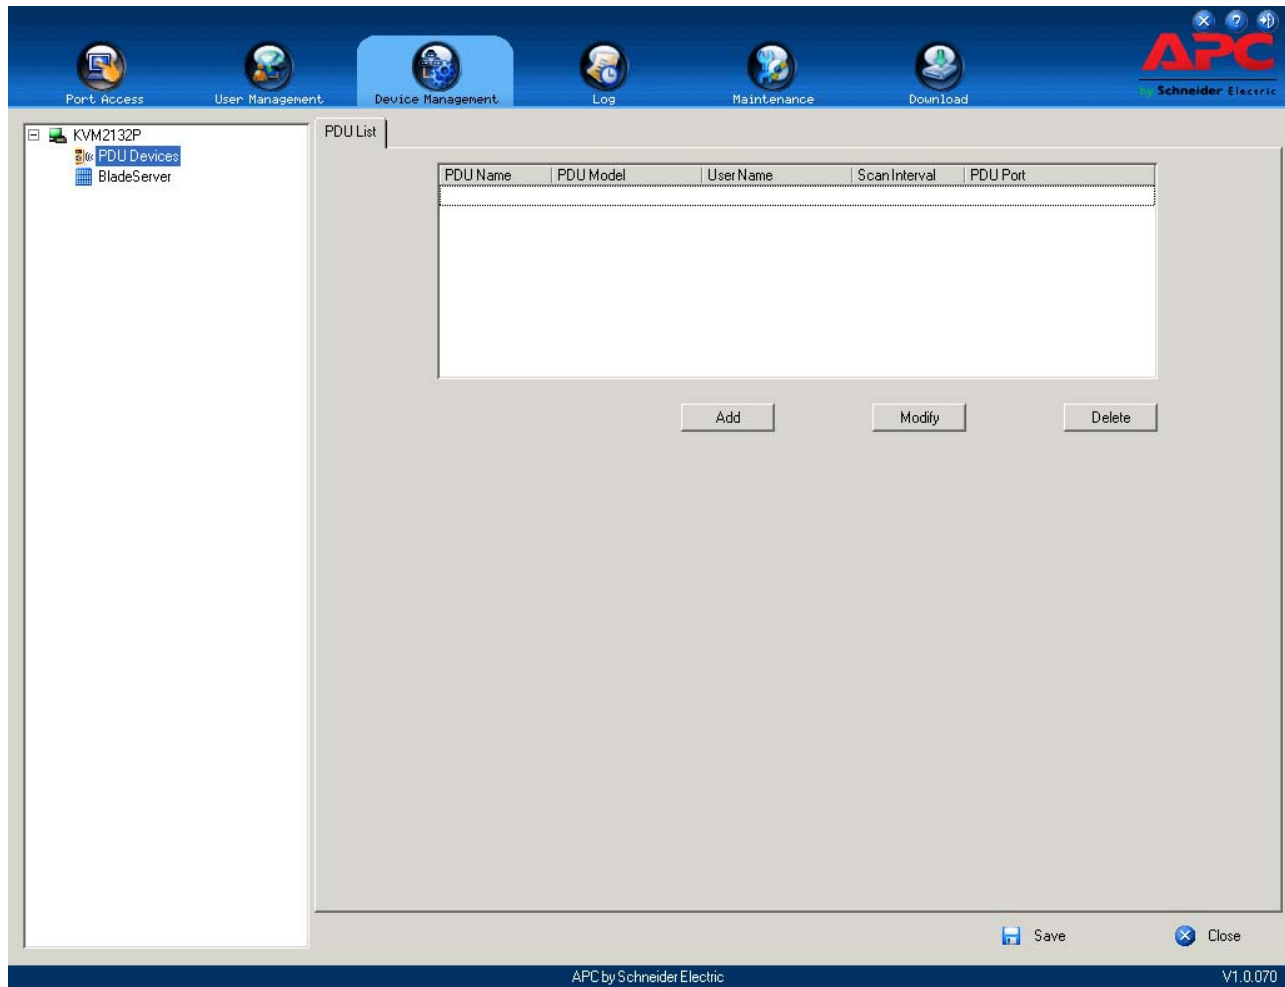 APC
by Schneider Electric
Port Access
User Management
Device Management
Log
Maintenance
Download
KVM2132P
PDU Devices
BladeServer
PDU List
PDU Name PDU Model User Name Scan Interval PDU Port
Add Modify Delete
Save Close
APC by Schneider Electric V1.0.070